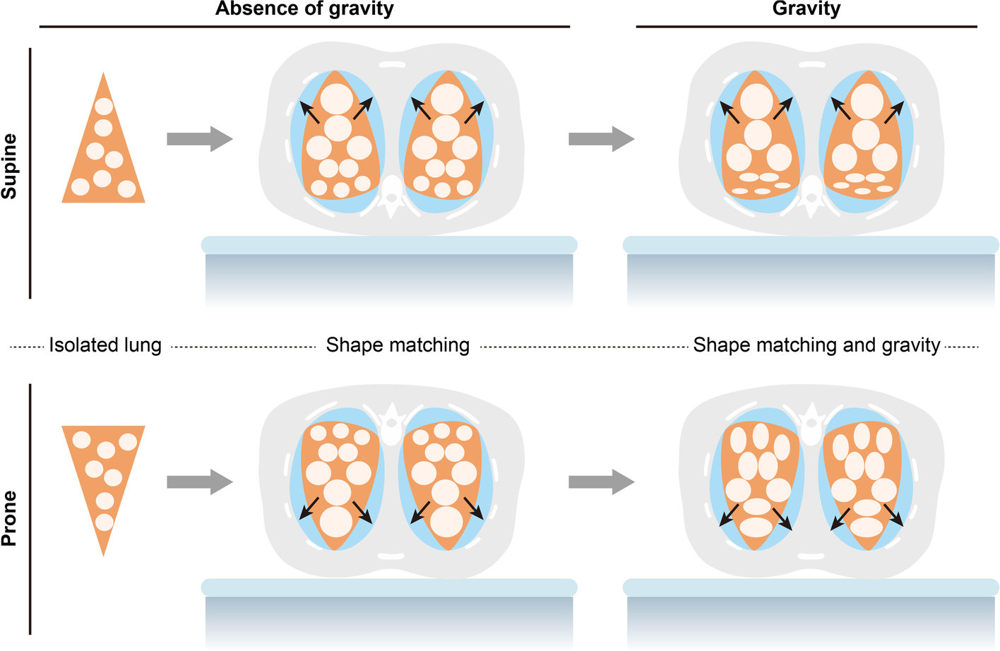 Absence of gravity
Gravity
Supine
Isolated lung
Shape matching
Shape matching and gravity
Prone